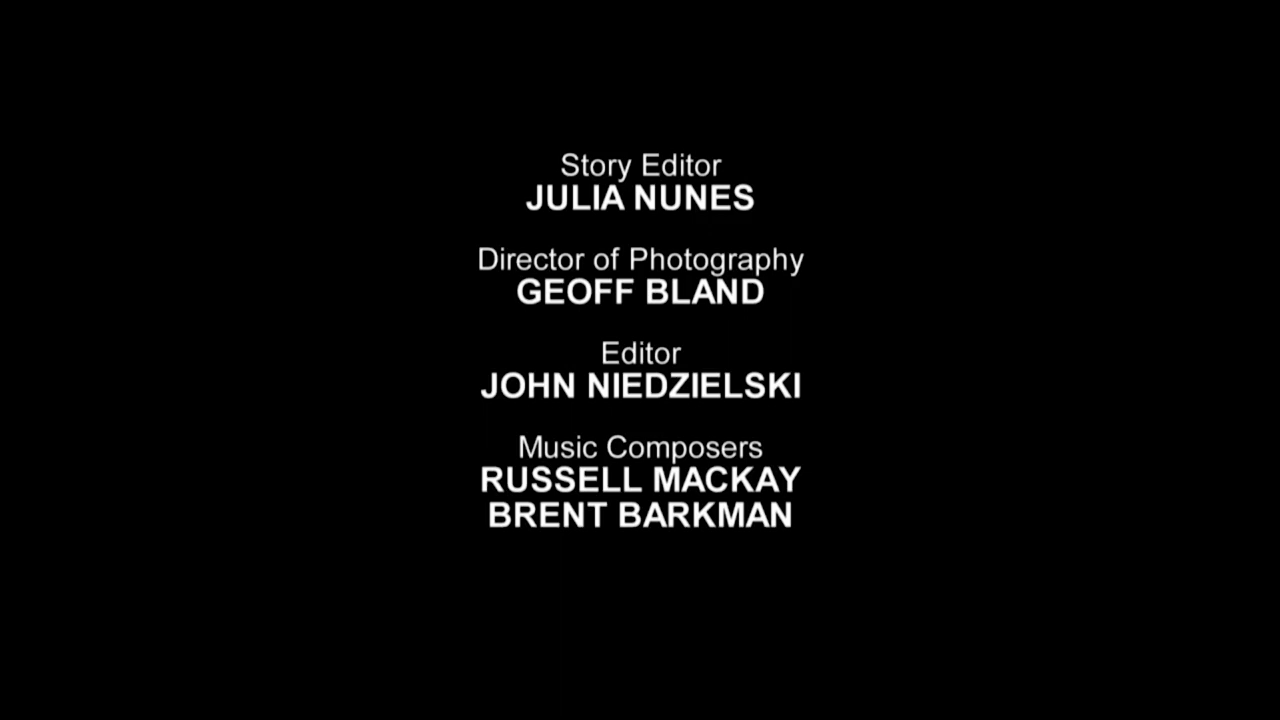 Story Editor
JULIA NUNES
Director of Photography
GEOFF BLAND
Editor
JOHN NIEDZIELSKI
Music Composers
RUSSELL MACKAY
BRENT BARKMAN